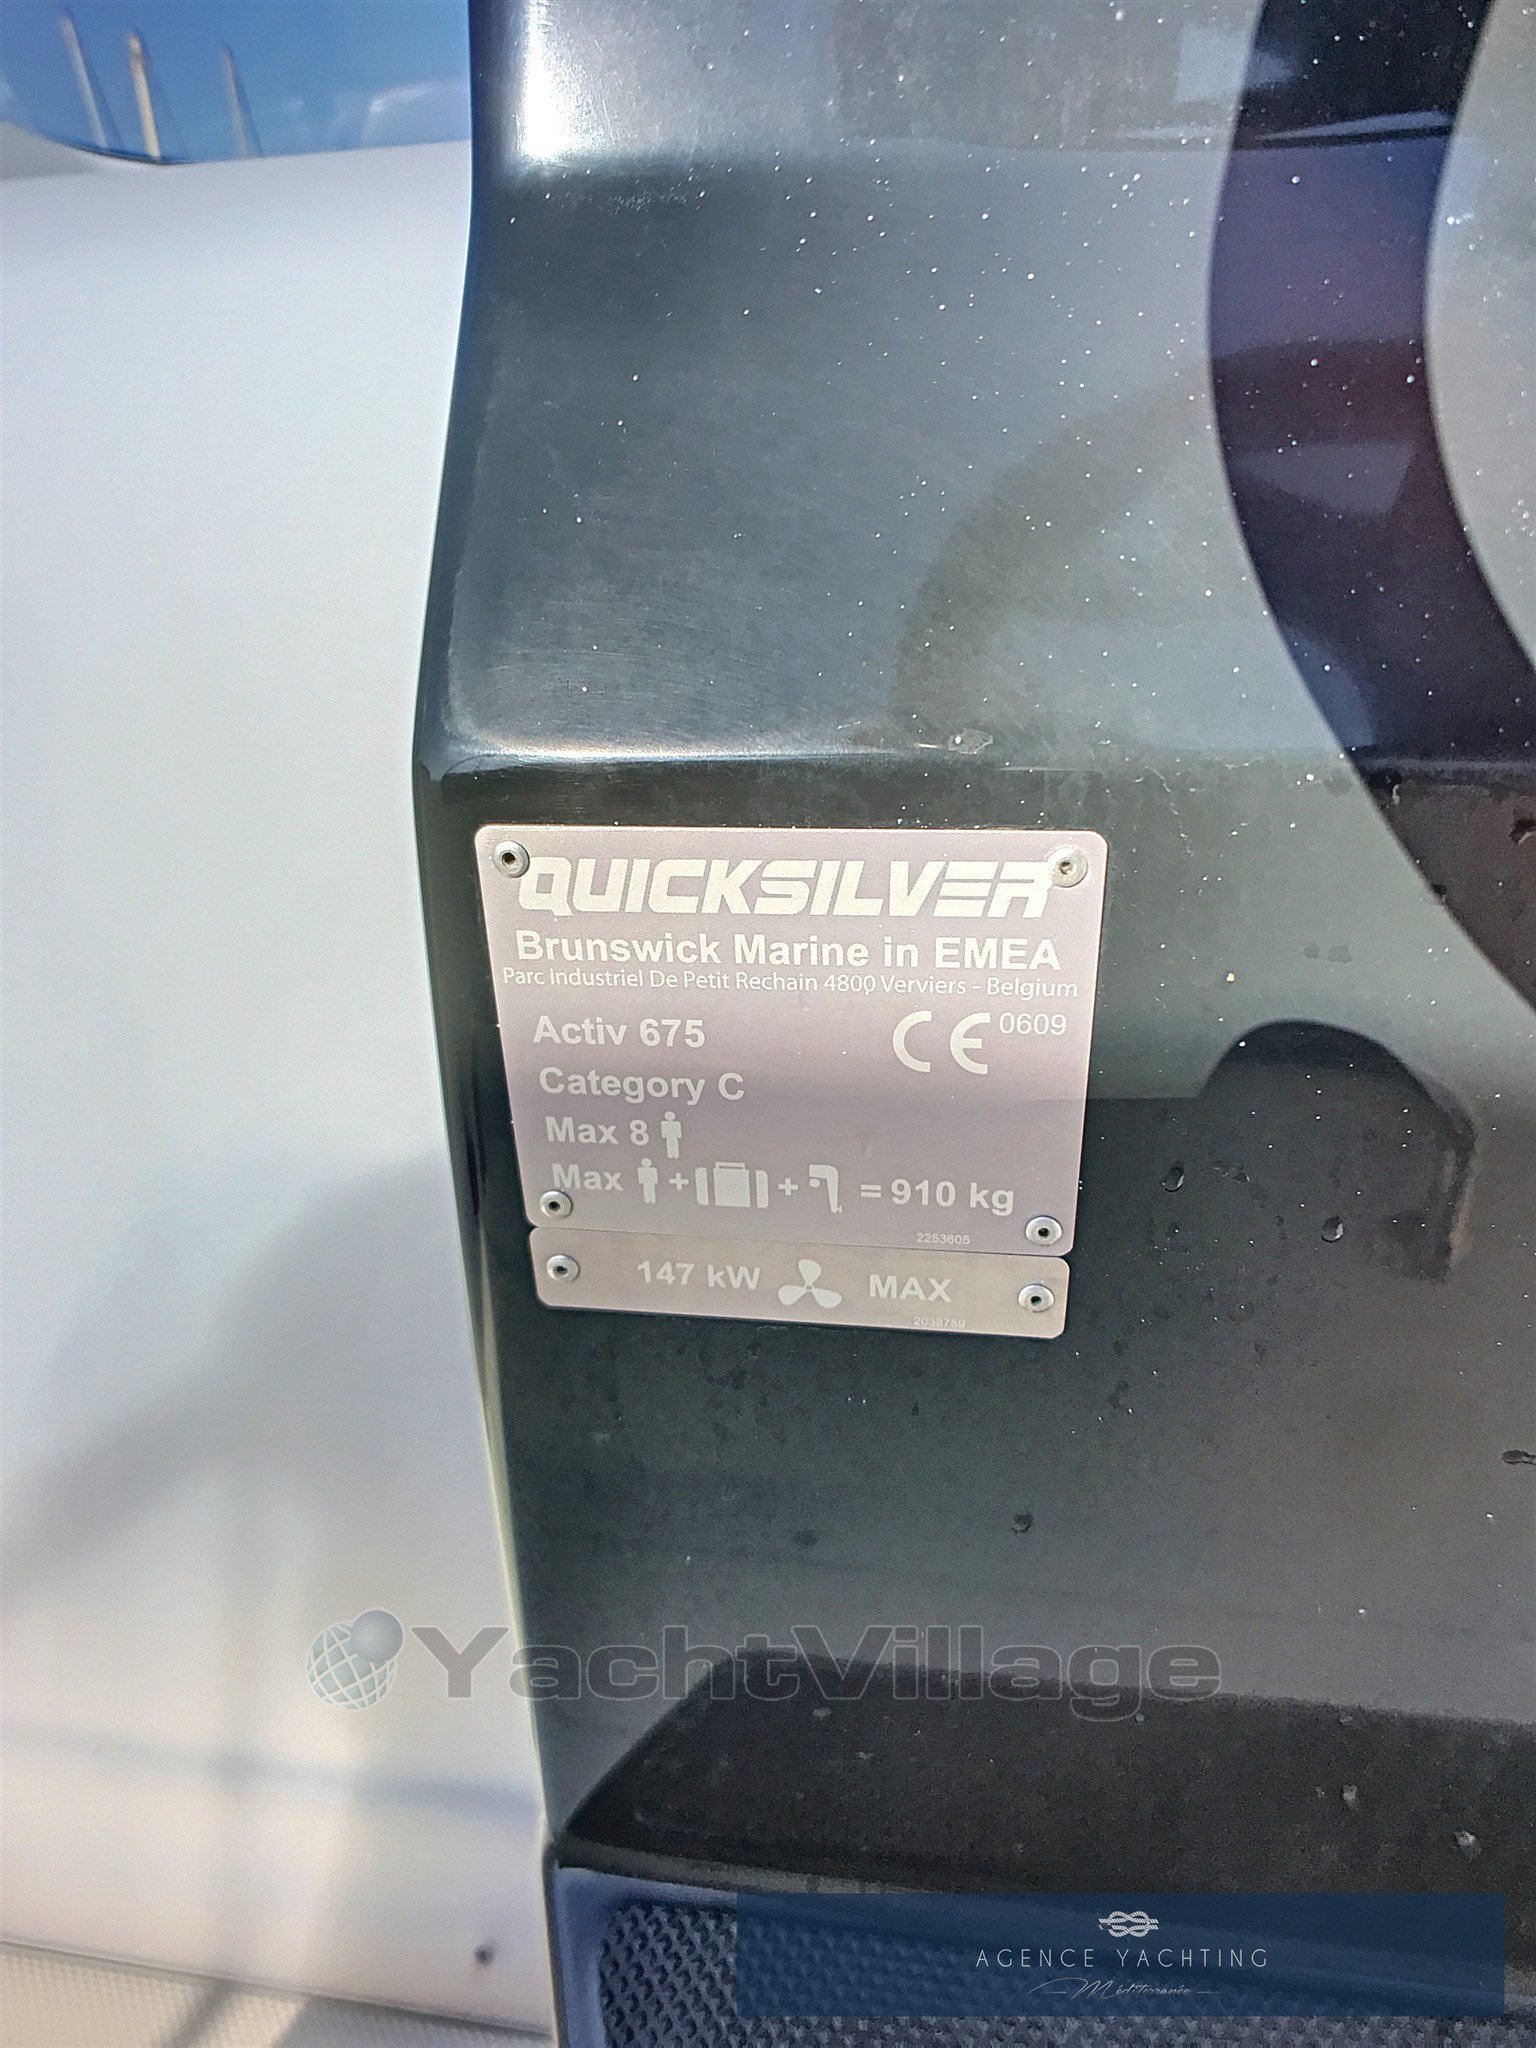 QUICKSILVER
Brunswick Marine in EMEA
Parc Industriel De Petit Rechain 4800 Verviers - Belgium
Activ 675
CE 0609
Category C
Max 8
Max + + = 910 kg
2253605
147 kW MAX
2038759
YachtVillage
AGENCE YACHTING
Méditerranée